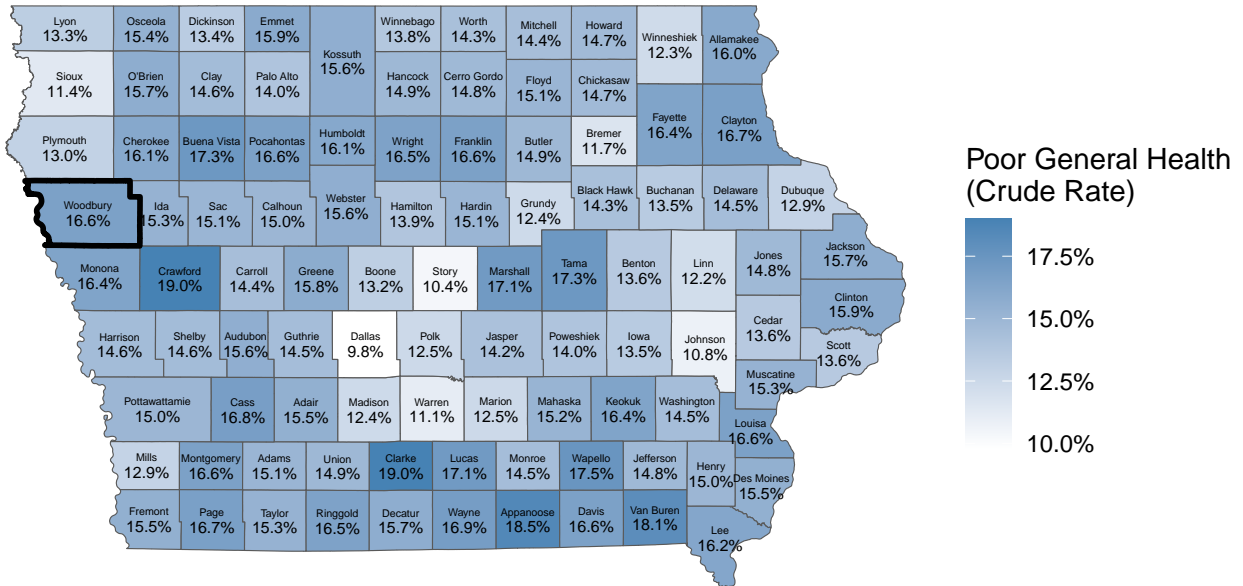 Lyon
13.3%
Osceola
15.4%
Dickinson
13.4%
Emmet
15.9%
Kossuth
15.6%
Winnebago
13.8%
Worth
14.3%
Mitchell
14.4%
Howard
14.7%
Winneshiek
12.3%
Allamakee
16.0%
Sioux
11.4%
O'Brien
15.7%
Clay
14.6%
Palo Alto
14.0%
Hancock
14.9%
Cerro Gordo
14.8%
Floyd
15.1%
Chickasaw
14.7%
Fayette
16.4%
Clayton
16.7%
Plymouth
13.0%
Cherokee
16.1%
Buena Vista
17.3%
Pocahontas
16.6%
Humboldt
16.1%
Wright
16.5%
Franklin
16.6%
Butler
14.9%
Bremer
11.7%
Woodbury
16.6%
Ida
15.3%
Sac
15.1%
Calhoun
15.0%
Webster
15.6%
Hamilton
13.9%
Hardin
15.1%
Grundy
12.4%
Black Hawk
14.3%
Buchanan
13.5%
Delaware
14.5%
Dubuque
12.9%
Monona
16.4%
Crawford
19.0%
Carroll
14.4%
Greene
15.8%
Boone
13.2%
Story
10.4%
Marshall
17.1%
Tama
17.3%
Benton
13.6%
Linn
12.2%
Jones
14.8%
Jackson
15.7%
Clinton
15.9%
Harrison
14.6%
Shelby
14.6%
Audubon
15.6%
Guthrie
14.5%
Dallas
9.8%
Polk
12.5%
Jasper
14.2%
Poweshiek
14.0%
Iowa
13.5%
Johnson
10.8%
Cedar
13.6%
Scott
13.6%
Muscatine
15.3%
Pottawattamie
15.0%
Cass
16.8%
Adair
15.5%
Madison
12.4%
Warren
11.1%
Marion
12.5%
Mahaska
15.2%
Keokuk
16.4%
Washington
14.5%
Louisa
16.6%
Mills
12.9%
Montgomery
16.6%
Adams
15.1%
Union
14.9%
Clarke
19.0%
Lucas
17.1%
Monroe
14.5%
Wapello
17.5%
Jefferson
14.8%
Henry
15.0%
Des Moines
15.5%
Fremont
15.5%
Page
16.7%
Taylor
15.3%
Ringgold
16.5%
Decatur
15.7%
Wayne
16.9%
Appanoose
18.5%
Davis
16.6%
Van Buren
18.1%
Lee
16.2%
Poor General Health
(Crude Rate)
17.5%
15.0%
12.5%
10.0%